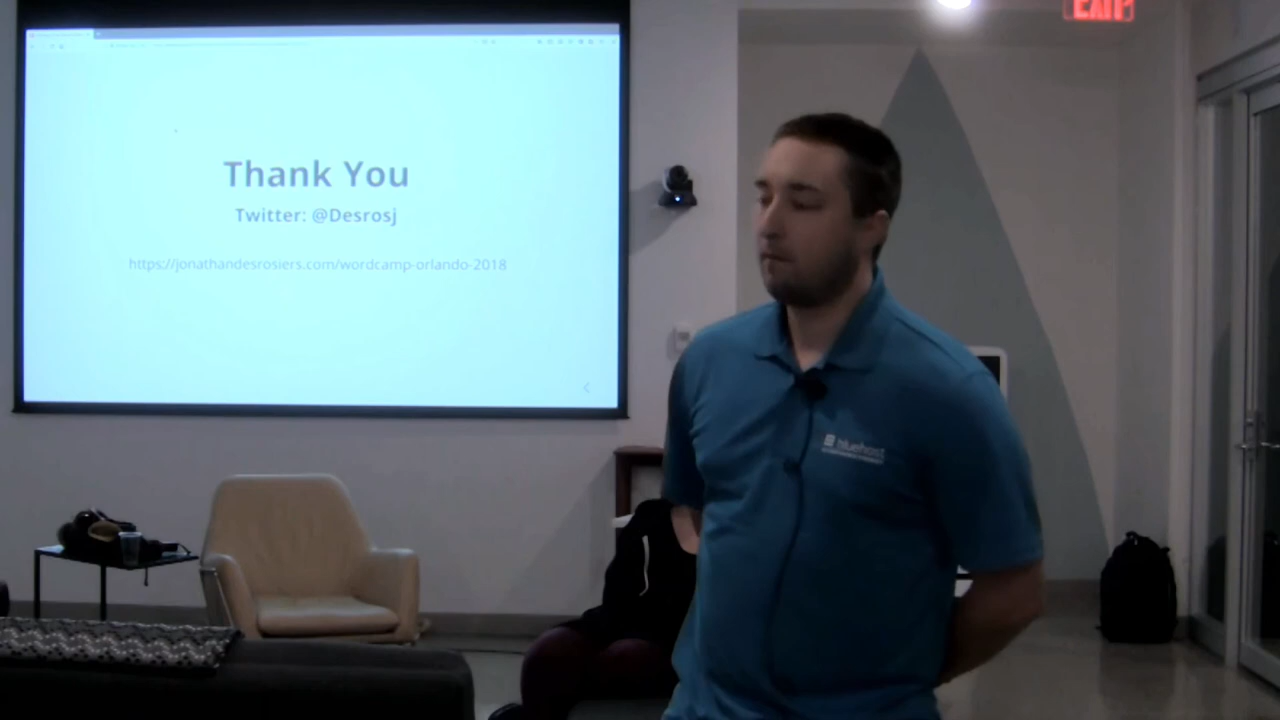 Thank You
Twitter: @Desrosj
https://jonathandesrosiers.com/wordcamp-orlando-2018
EXIT
bluehost